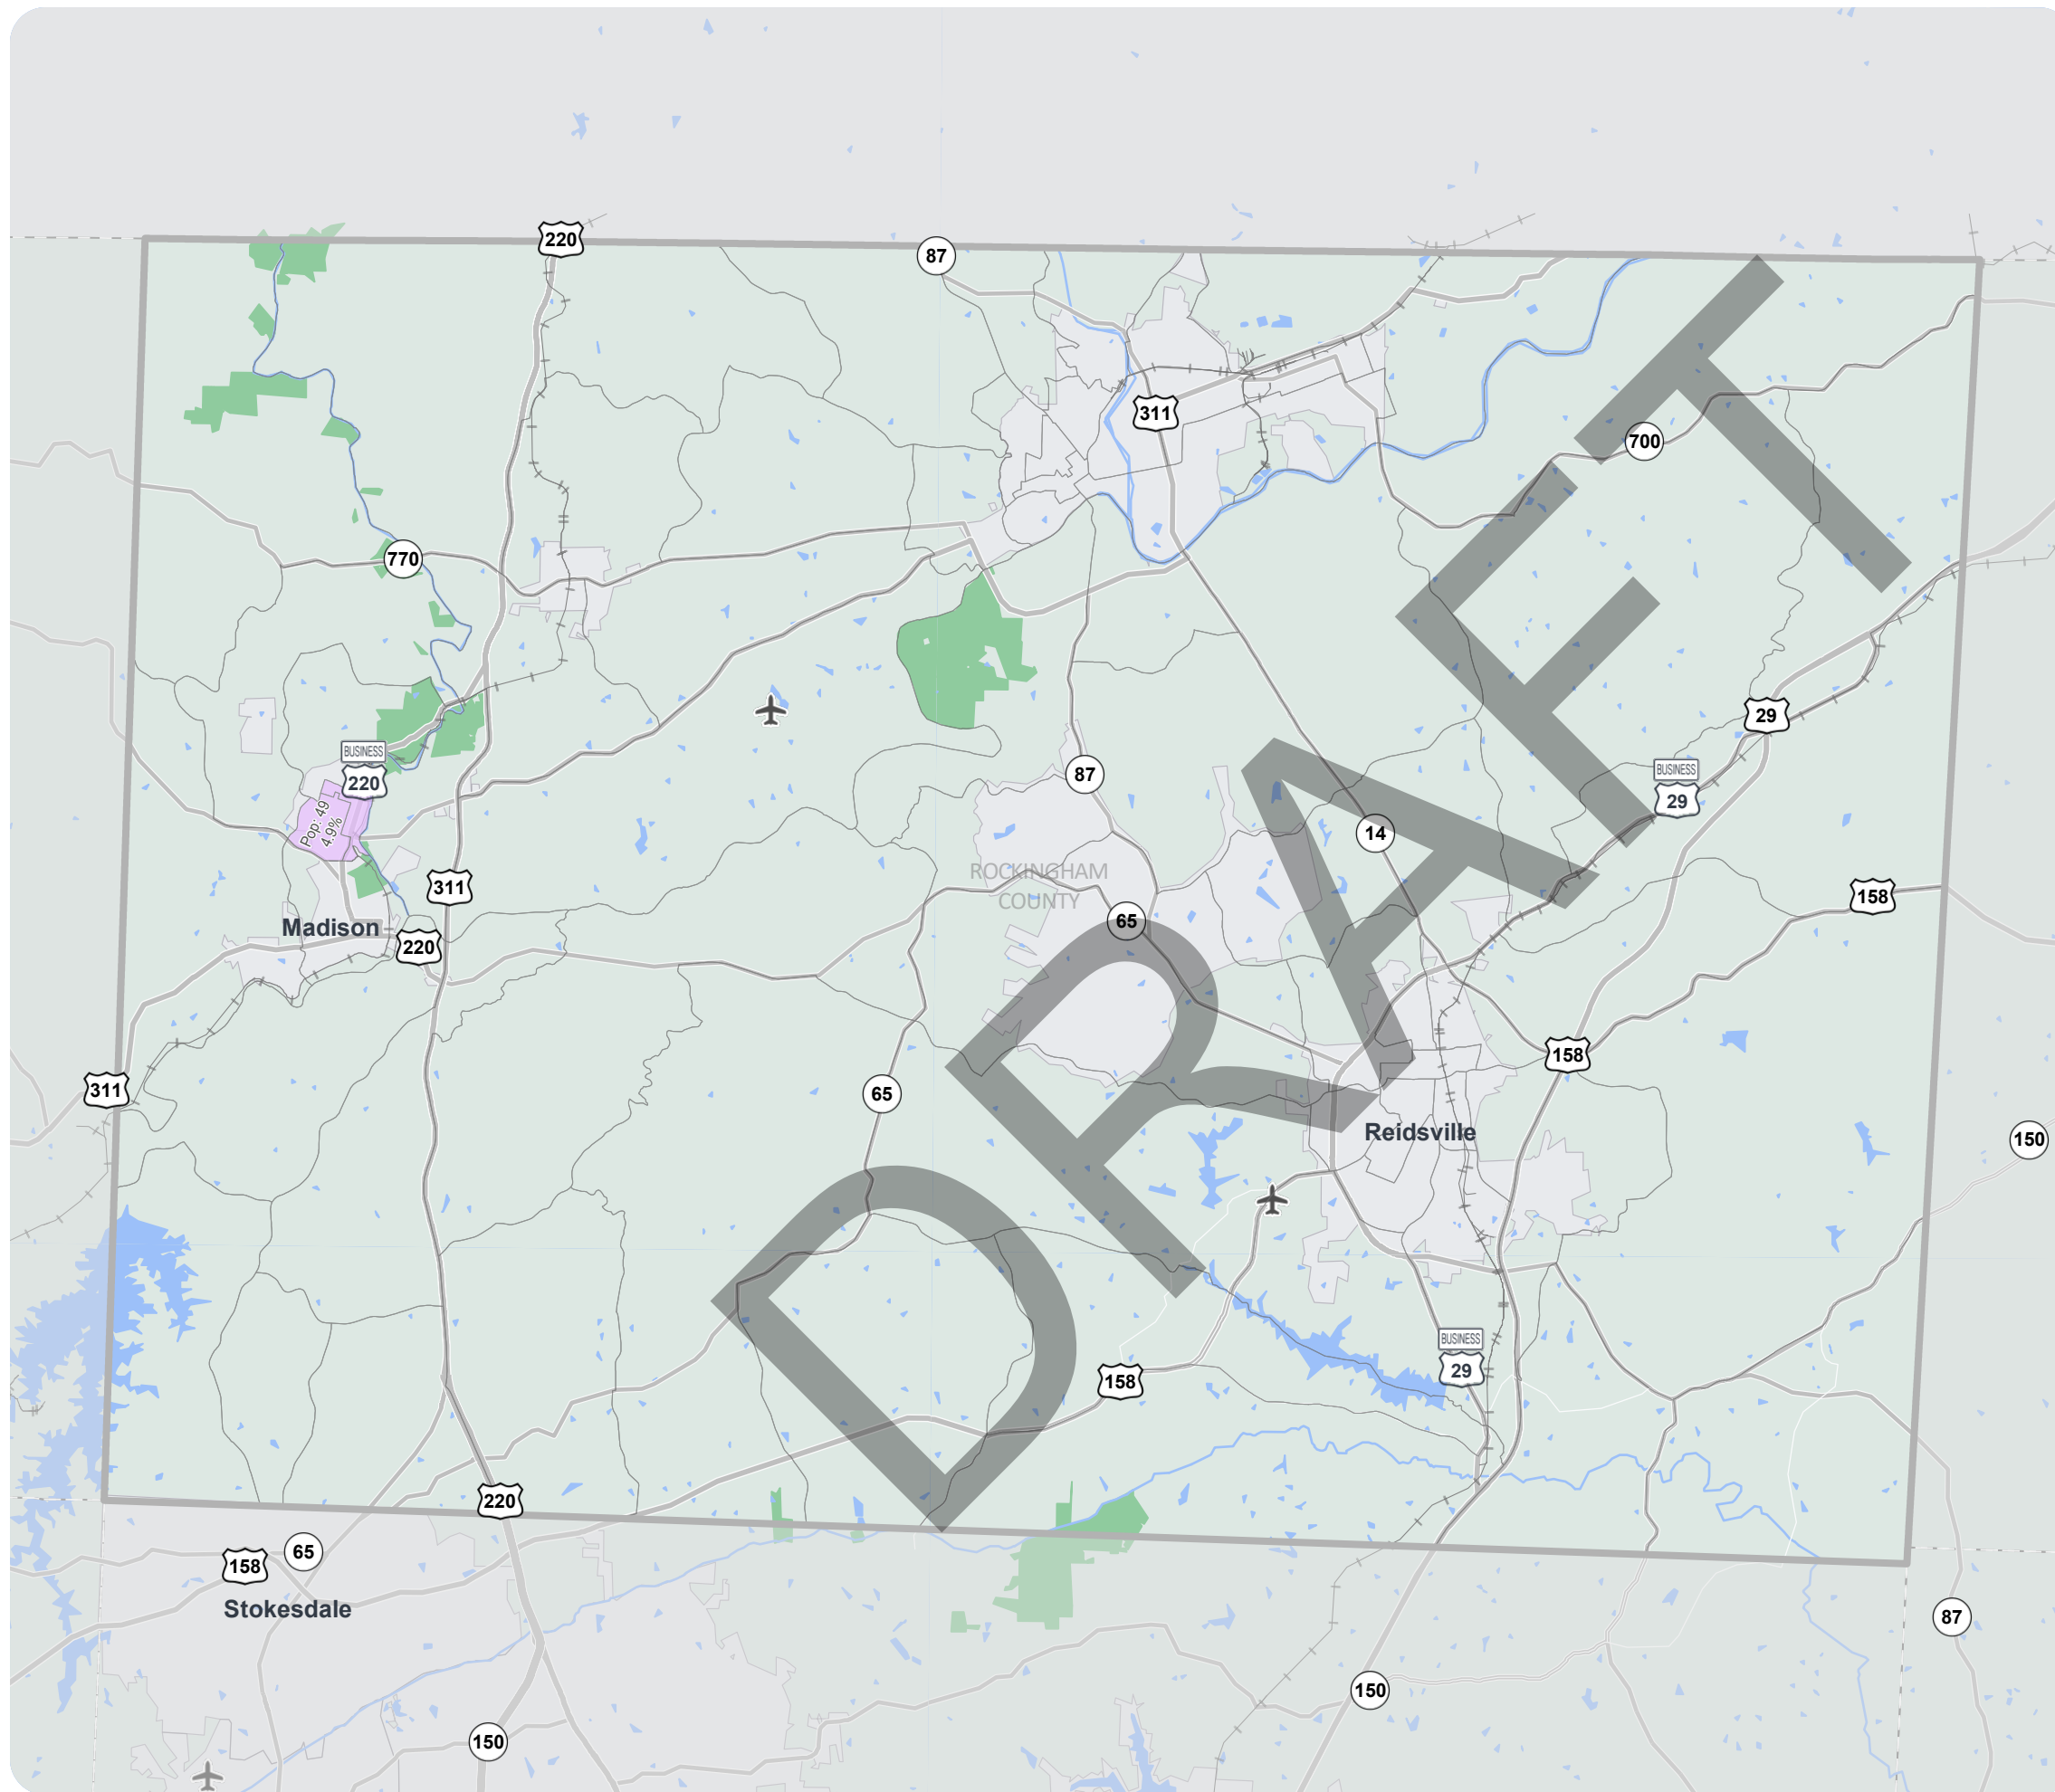 220
87
311
700
770
29
BUSINESS
220
87
BUSINESS
29
Pop: 49
4.9%
14
ROCKINGHAM
COUNTY
311
158
65
Madison
220
158
311
65
Reidsville
150
DRAFT
158
BUSINESS
29
220
158
65
Stokesdale
87
150
150